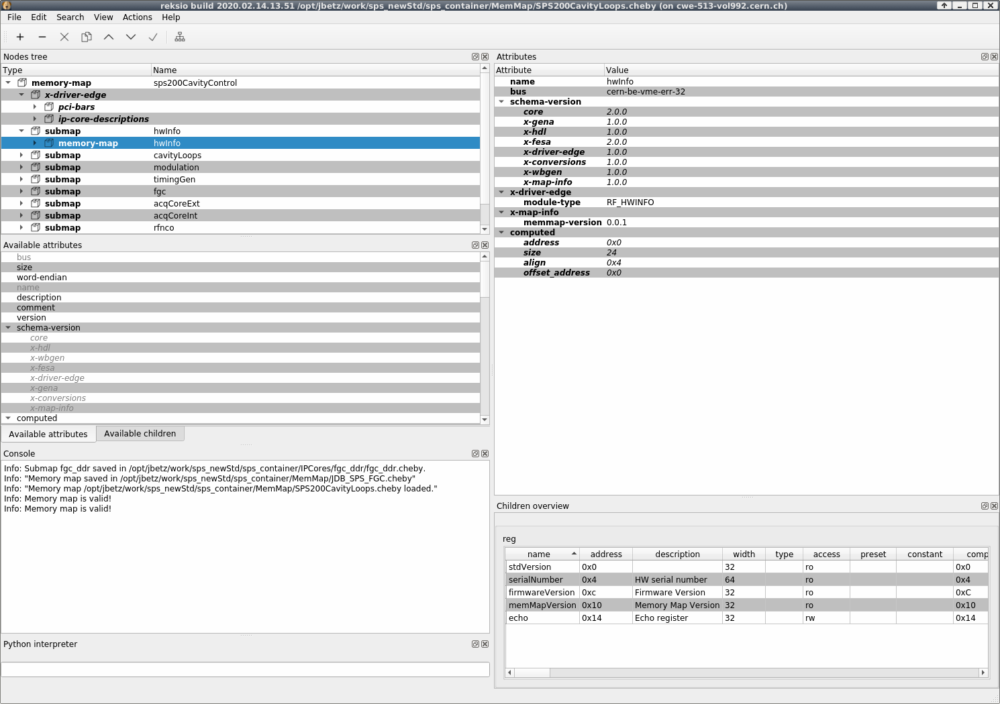 reksio build 2020.02.14.13.51 /opt/jbetz/work/sps_newStd/sps_container/MemMap/SPS200CavityLoops.cheby (on cwe-513-vol992.cern.ch)
File Edit Search View Actions Help
Nodes tree
Type Name
memory-map sps200CavityControl
x-driver-edge
pci-bars
ip-core-descriptions
submap hwInfo
memory-map hwInfo
submap cavityLoops
submap modulation
submap timingGen
submap fgc
submap acqCoreExt
submap acqCoreInt
submap rfnco
Available attributes
bus
size
word-endian
name
description
comment
version
schema-version
core
x-hdl
x-wbgen
x-fesa
x-driver-edge
x-gena
x-conversions
x-map-info
computed
Available attributes Available children
Console
Info: Submap fgc_ddr saved in /opt/jbetz/work/sps_newStd/sps_container/IPCores/fgc_ddr/fgc_ddr.cheby.
Info: "Memory map saved in /opt/jbetz/work/sps_newStd/sps_container/MemMap/JDB_SPS_FGC.cheby"
Info: "Memory map /opt/jbetz/work/sps_newStd/sps_container/MemMap/SPS200CavityLoops.cheby loaded."
Info: Memory map is valid!
Info: Memory map is valid!
Python interpreter
Attributes
Attribute Value
name hwInfo
bus cern-be-vme-err-32
schema-version
core 2.0.0
x-gena 1.0.0
x-hdl 1.0.0
x-fesa 2.0.0
x-driver-edge 1.0.0
x-conversions 1.0.0
x-wbgen 1.0.0
x-map-info 1.0.0
x-driver-edge
module-type RF_HWINFO
x-map-info
memmap-version 0.0.1
computed
address 0x0
size 24
align 0x4
offset_address 0x0
Children overview
reg
name address description width type access preset constant comp
stdVersion 0x0 32 ro 0x0
serialNumber 0x4 HW serial number 64 ro 0x4
firmwareVersion 0xc Firmware Version 32 ro 0xC
memMapVersion 0x10 Memory Map Version 32 ro 0x10
echo 0x14 Echo register 32 rw 0x14